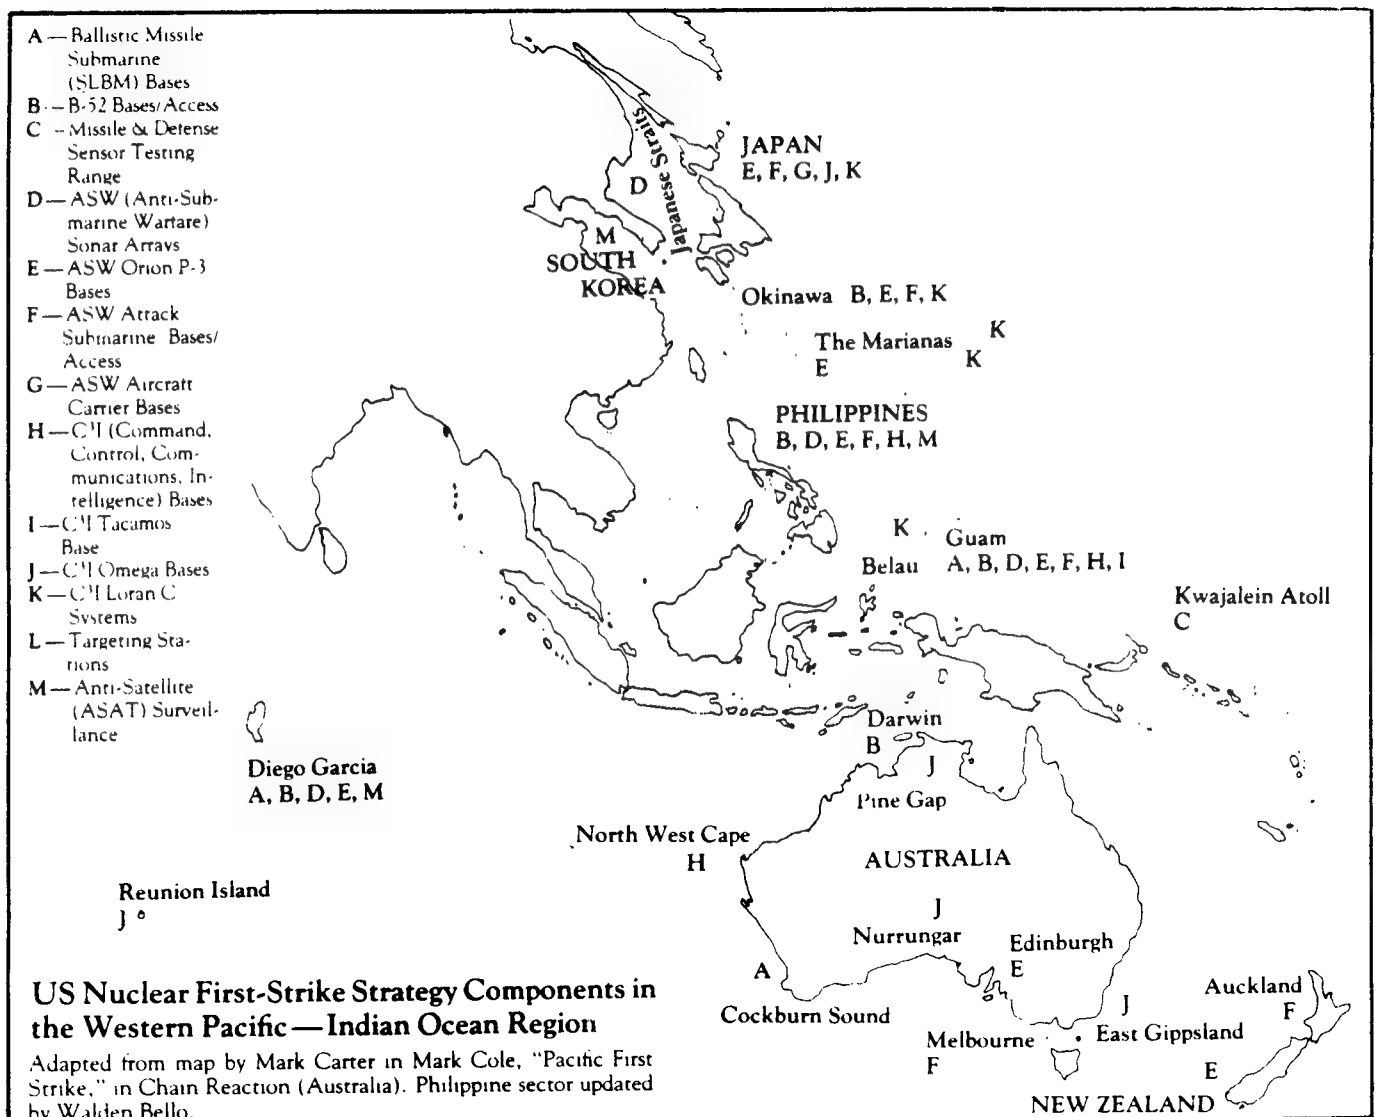 A — Ballistic Missile
Submarine
(SLBM) Bases
B - – B-52 Bases/Access
C – Missile & Defense
Sensor Testing
Range
D — ASW (Anti-Sub-
marine Warfare)
Sonar Arrays
E — ASW Orion P-3
Bases
F — ASW Attack
Submarine Bases/
Access
G — ASW Aircraft
Carrier Bases
H — C³I (Command,
Control, Com-
munications, In-
telligence) Bases
I — C³I Tacamos
Base
J — C³I Omega Bases
K — C³I Loran C
Systems
L — Targeting Sta-
tions
M — Anti-Satellite
(ASAT) Surveil-
lance
Japanese Straits
D
JAPAN
E, F, G, J, K
M
SOUTH
KOREA
Okinawa B, E, F, K
The Marianas
E
K
K
PHILIPPINES
B, D, E, F, H, M
K
Belau
Guam
A, B, D, E, F, H, I
Kwajalein Atoll
C
Diego Garcia
A, B, D, E, M
Reunion Island
J
Darwin
B
J
Pine Gap
North West Cape
H
AUSTRALIA
J
Nurrungar
Edinburgh
E
A
Cockburn Sound
J
East Gippsland
Melbourne
F
Auckland
F
E
NEW ZEALAND
US Nuclear First-Strike Strategy Components in
the Western Pacific — Indian Ocean Region
Adapted from map by Mark Carter in Mark Cole, "Pacific First
Strike," in Chain Reaction (Australia). Philippine sector updated
by Walden Bello.